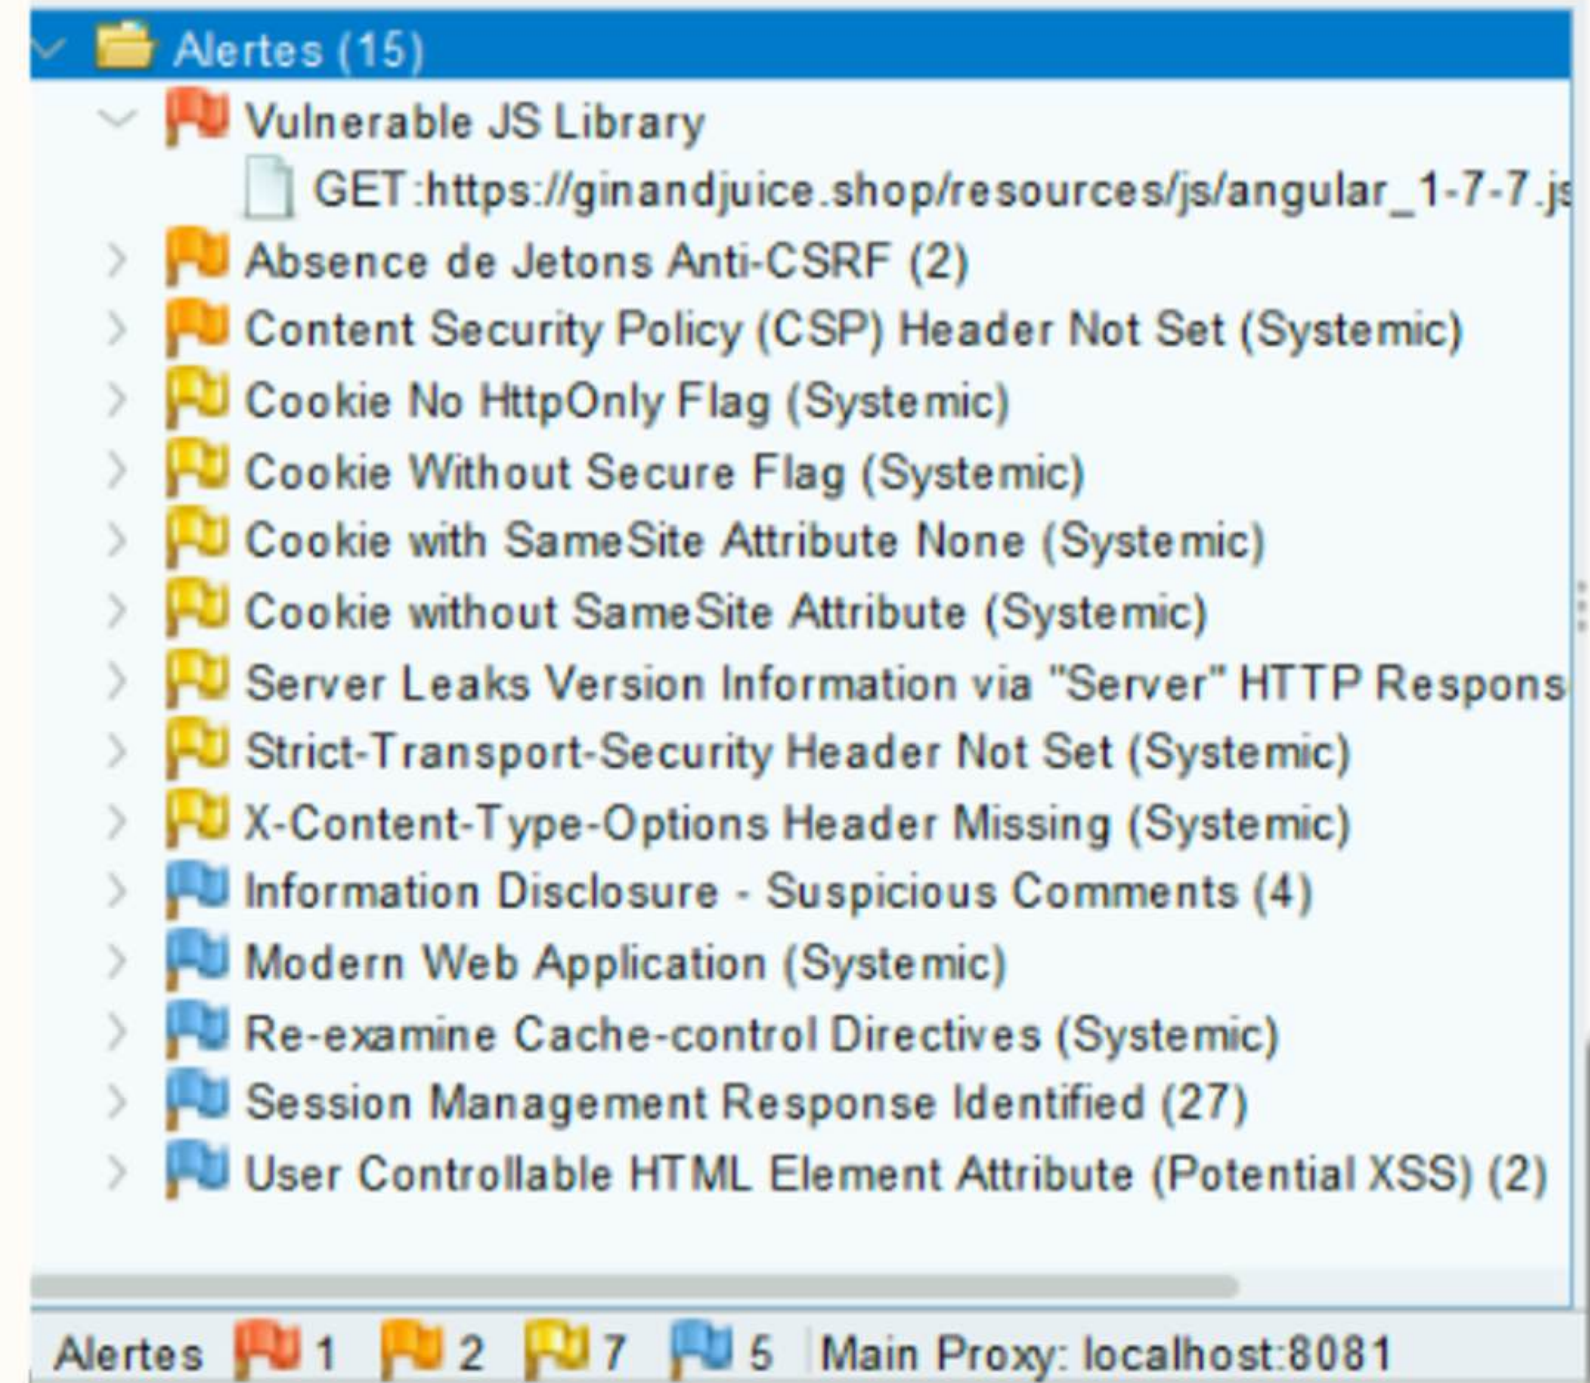 Alertes (15)
Vulnerable JS Library
GET:https://ginandjuice.shop/resources/js/angular_1-7-7.js
Absence de Jetons Anti-CSRF (2)
Content Security Policy (CSP) Header Not Set (Systemic)
Cookie No HttpOnly Flag (Systemic)
Cookie Without Secure Flag (Systemic)
Cookie with SameSite Attribute None (Systemic)
Cookie without SameSite Attribute (Systemic)
Server Leaks Version Information via "Server" HTTP Respons
Strict-Transport-Security Header Not Set (Systemic)
X-Content-Type-Options Header Missing (Systemic)
Information Disclosure - Suspicious Comments (4)
Modern Web Application (Systemic)
Re-examine Cache-control Directives (Systemic)
Session Management Response Identified (27)
User Controllable HTML Element Attribute (Potential XSS) (2)
Alertes 1 2 7 5 Main Proxy: localhost:8081